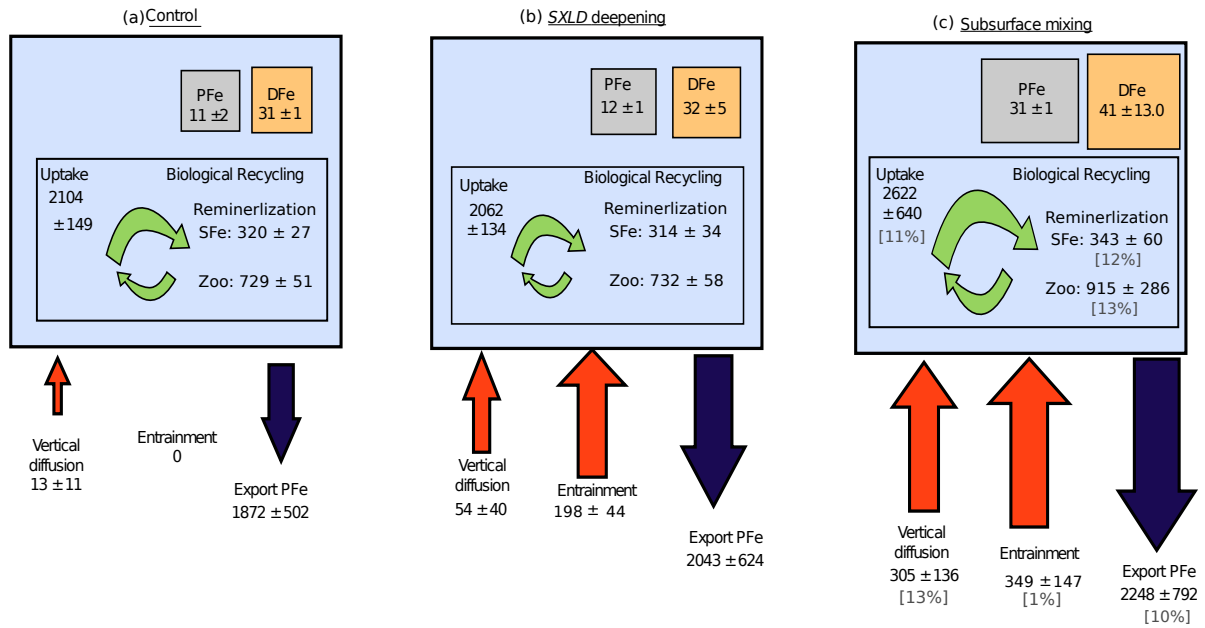 (a) Control
PFe
11 ±2
DFe
31 ±1
Uptake
2104
±149
Biological Recycling
Reminerlization
SFe: 320 ± 27
Zoo: 729 ± 51
Vertical
diffusion
13 ±11
Entrainment
0
Export PFe
1872 ±502
(b) SXLD deepening
PFe
12 ±1
DFe
32 ±5
Uptake
2062
±134
Biological Recycling
Reminerlization
SFe: 314 ± 34
Zoo: 732 ± 58
Vertical
diffusion
54 ±40
Entrainment
198 ± 44
Export PFe
2043 ±624
(c) Subsurface mixing
PFe
31 ±1
DFe
41 ±13.0
Uptake
2622
±640
[11%]
Biological Recycling
Reminerlization
SFe: 343 ± 60
[12%]
Zoo: 915 ± 286
[13%]
Vertical
diffusion
305 ±136
[13%]
Entrainment
349 ±147
[1%]
Export PFe
2248 ±792
[10%]